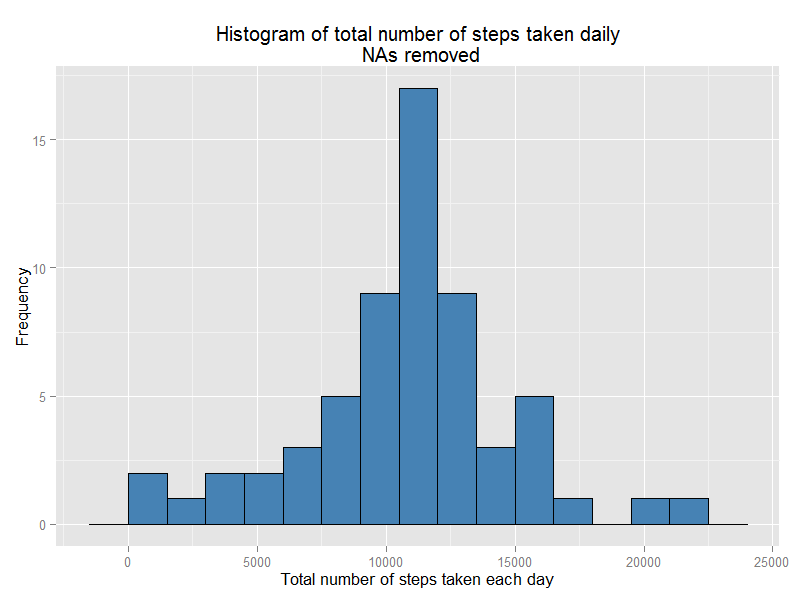 Histogram of total number of steps taken daily
NAs removed
Frequency
15
10
5
0
0 5000 10000 15000 20000 25000
Total number of steps taken each day